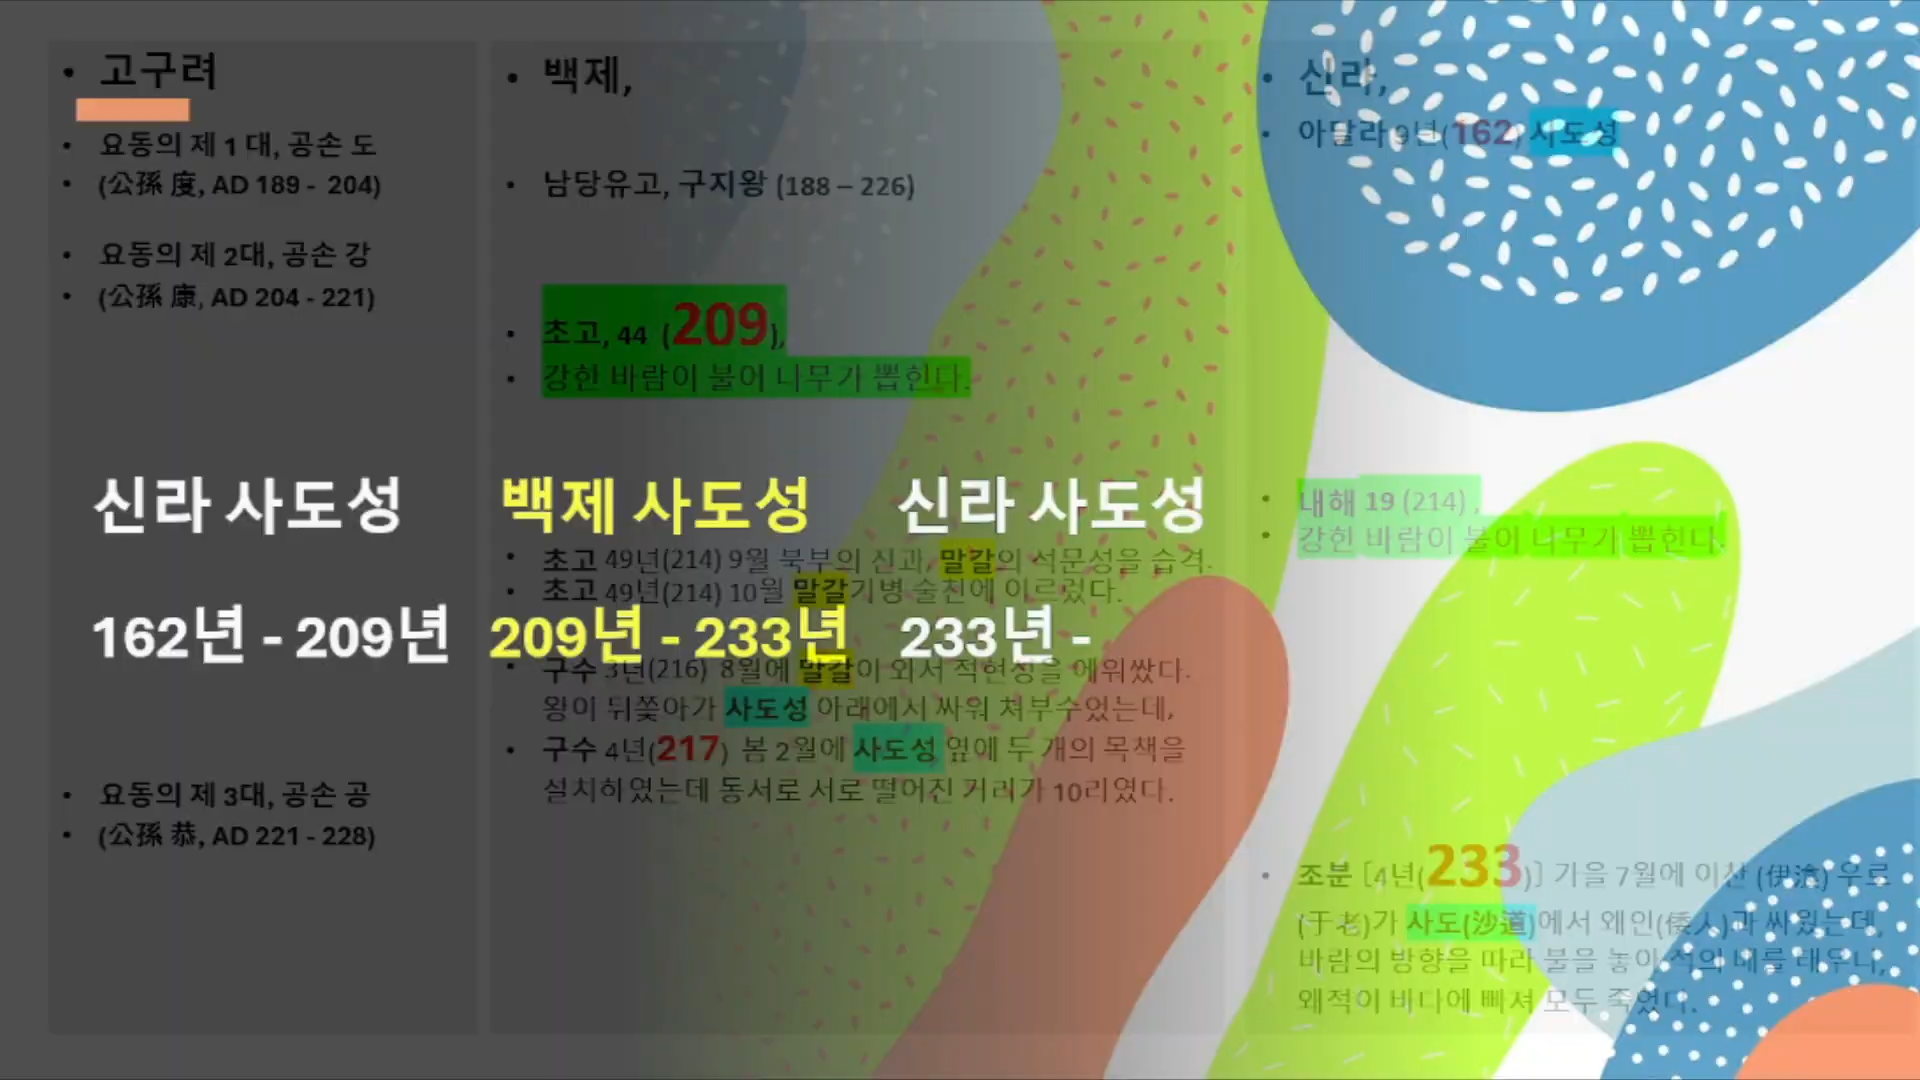 • 고구려
• 요동의 제 1 대, 공손 도
• (公孫 度, AD 189 - 204)
• 요동의 제 2대, 공손 강
• (公孫 康, AD 204 - 221)
• 요동의 제 3대, 공손 공
• (公孫 恭, AD 221 - 228)
• 백제,
• 남당유고, 구지왕 (188 – 226)
• 초고, 44 (209),
• 강한 바람이 불어 나무가 뽑힌다.
• 초고 49년(214) 9월 북부의 진과, 말갈의 석문성을 습격.
• 초고 49년(214) 10월 말갈기병 술천에 이르렀다.
• 구수 3년(216) 8월에 말갈이 와서 적현성을 에워쌌다.
왕이 뒤쫓아가 사도성 아래에서 싸워 쳐부수었는데,
• 구수 4년(217) 봄 2월에 사도성 옆에 두 개의 목책을
설치하였는데 동서로 서로 떨어진 거리가 10리였다.
• 신라,
• 아달라 9년(162) 사도성
• 내해 19 (214),
• 강한 바람이 불어 나무가 뽑힌다.
• 조분 [4년(233)] 가을 7월에 이찬 (伊湌) 우로
(于老)가 사도(沙道)에서 왜인(倭人)과 싸웠는데,
바람의 방향을 따라 불을 놓아 적의 배를 태우니,
왜적이 바다에 빠져 모두 죽었다.
신라 사도성 백제 사도성 신라 사도성
162년 - 209년 209년 - 233년 233년 -